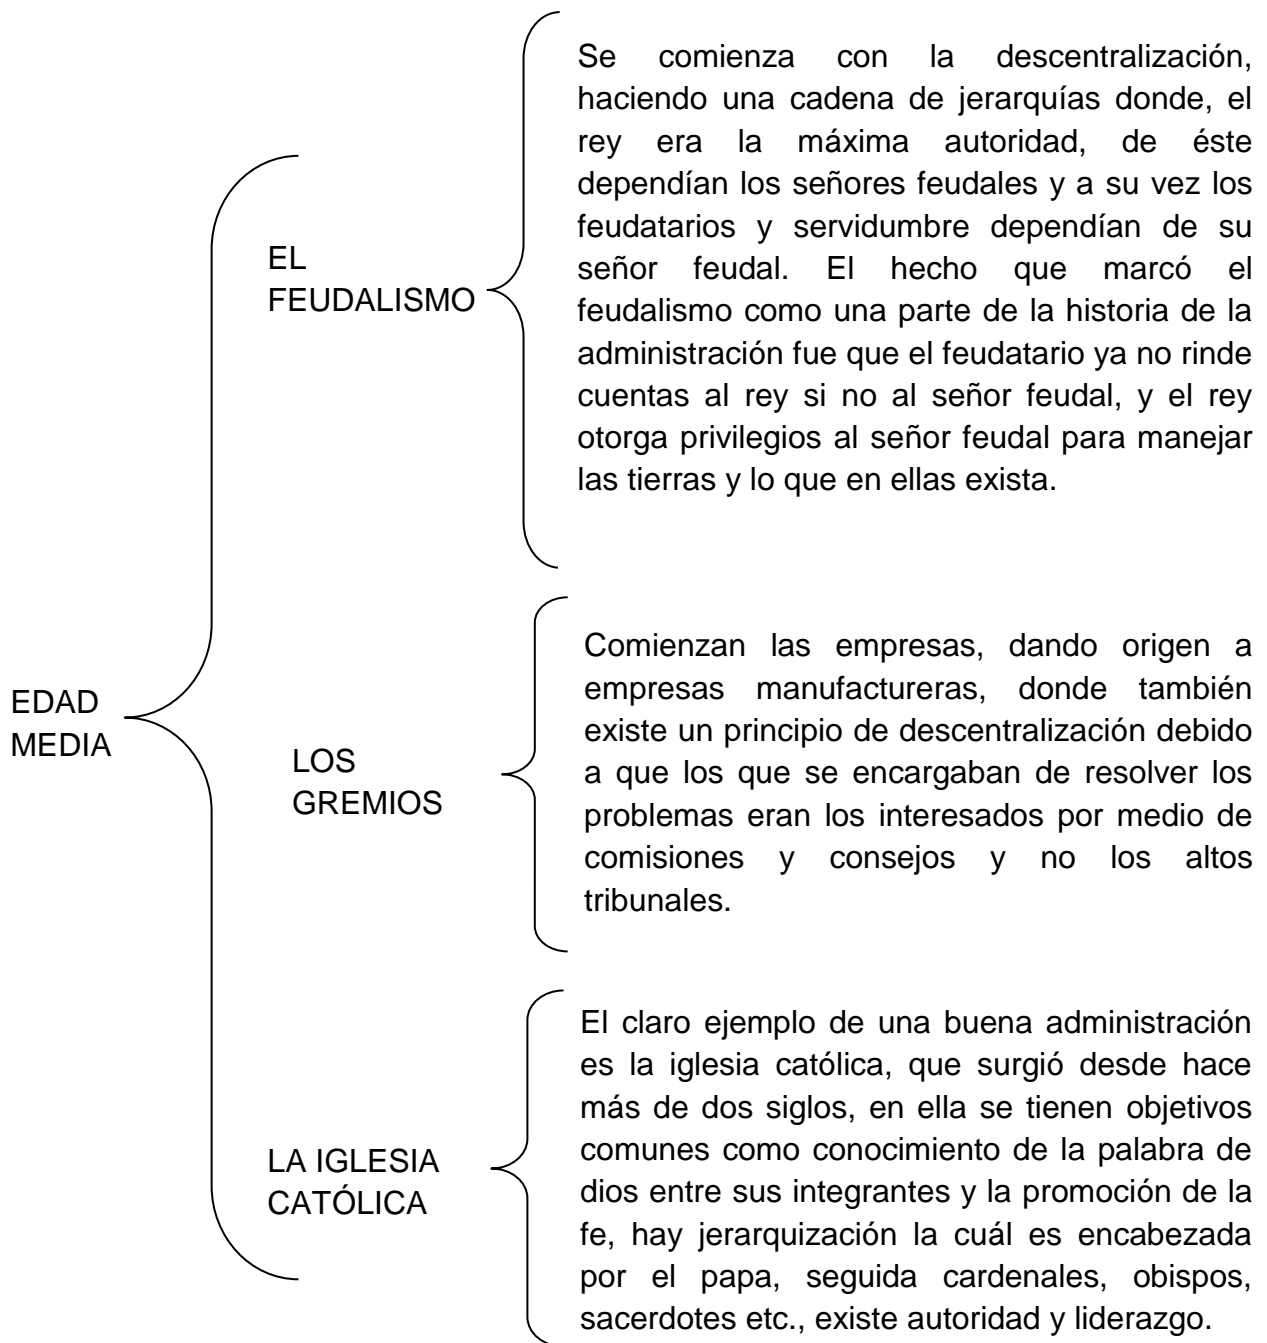 EDAD
MEDIA
EL
FEUDALISMO
Se comienza con la descentralización,
haciendo una cadena de jerarquías donde, el
rey era la máxima autoridad, de éste
dependían los señores feudales y a su vez los
feudatarios y servidumbre dependían de su
señor feudal. El hecho que marcó el
feudalismo como una parte de la historia de la
administración fue que el feudatario ya no rinde
cuentas al rey si no al señor feudal, y el rey
otorga privilegios al señor feudal para manejar
las tierras y lo que en ellas exista.
LOS
GREMIOS
Comienzan las empresas, dando origen a
empresas manufactureras, donde también
existe un principio de descentralización debido
a que los que se encargaban de resolver los
problemas eran los interesados por medio de
comisiones y consejos y no los altos
tribunales.
LA IGLESIA
CATÓLICA
El claro ejemplo de una buena administración
es la iglesia católica, que surgió desde hace
más de dos siglos, en ella se tienen objetivos
comunes como conocimiento de la palabra de
dios entre sus integrantes y la promoción de la
fe, hay jerarquización la cuál es encabezada
por el papa, seguida cardenales, obispos,
sacerdotes etc., existe autoridad y liderazgo.